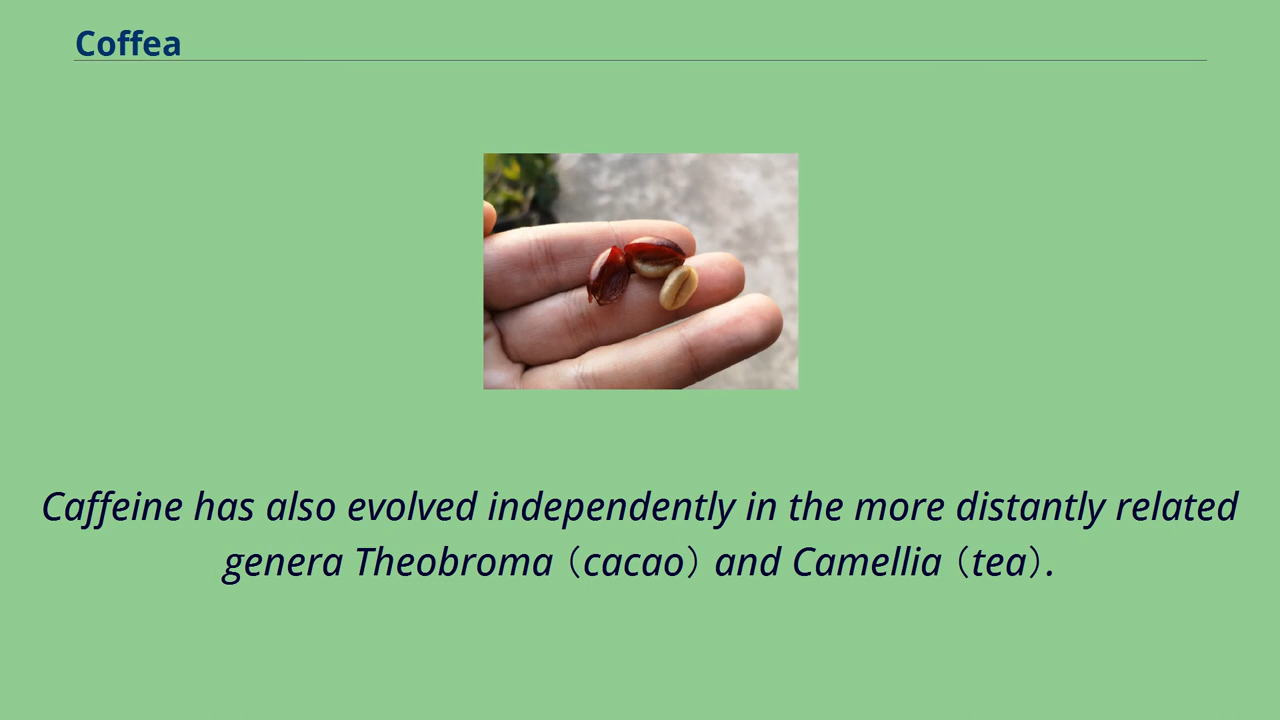 Coffea
Caffeine has also evolved independently in the more distantly related
genera Theobroma（cacao）and Camellia（tea）.